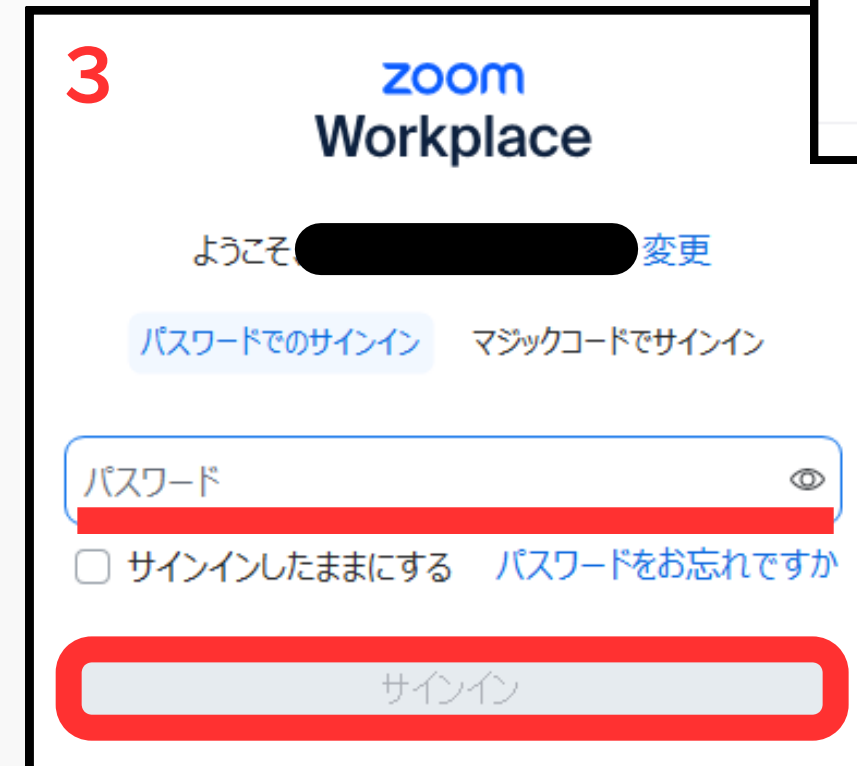 3
zoom
Workplace
ようこそ、 変更
パスワードでのサインイン マジックコードでサインイン
パスワード
サインインしたままにする パスワードをお忘れですか
サインイン